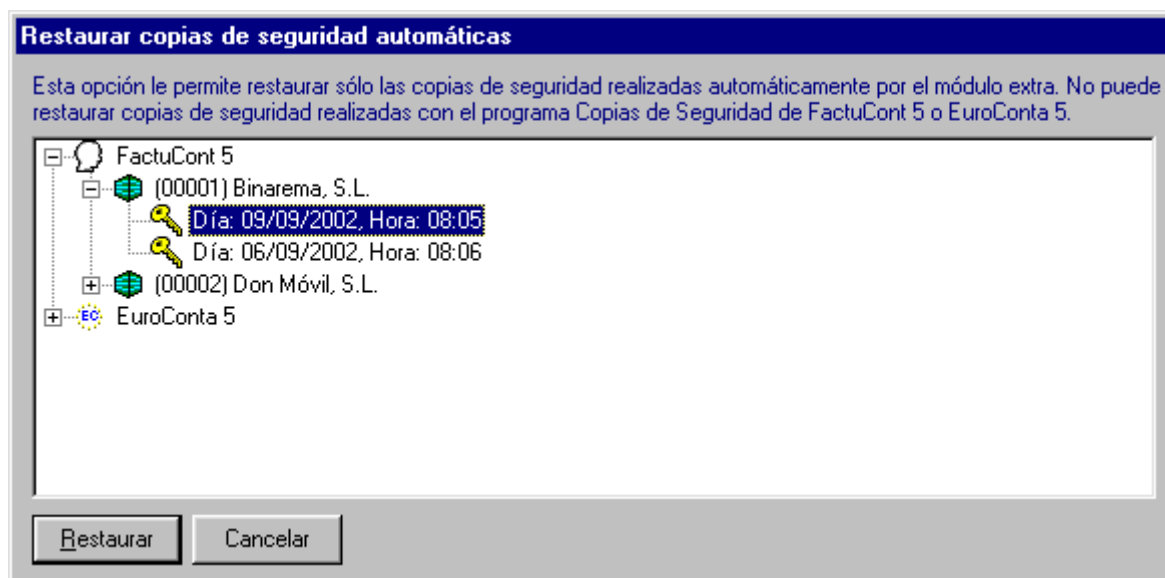 Restaurar copias de seguridad automáticas
Esta opción le permite restaurar sólo las copias de seguridad realizadas automáticamente por el módulo extra. No puede
restaurar copias de seguridad realizadas con el programa Copias de Seguridad de FactuCont 5 o EuroConta 5.
FactuCont 5
(00001) Binarema, S.L.
Día: 09/09/2002, Hora: 08:05
Día: 06/09/2002, Hora: 08:06
(00002) Don Móvil, S.L.
EC EuroConta 5
Restaurar Cancelar